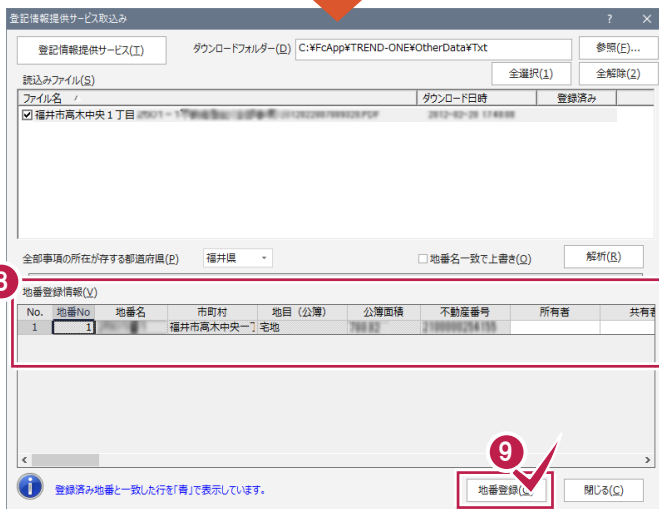 登記情報提供サービス取込み ? ×
登記情報提供サービス(T) ダウンロードフォルダー(D) C:¥FcApp¥TREND-ONE¥OtherData¥Txt 参照(F)...
読込みファイル(S) 全選択(1) 全解除(2)
ファイル名 ダウンロード日時 登録済み
福井市高木中央1丁目
全部事項の所在が存する都道府県(P) 福井県 地番名一致で上書き(O) 解析(R)
8
地番登録情報(V)
No. 地番No 地番名 市町村 地目(公簿) 公簿面積 不動産番号 所有者 共有者
1 1 福井市高木中央一丁 宅地
9
登録済み地番と一致した行を「青」で表示しています。 地番登録( 閉じる(C)